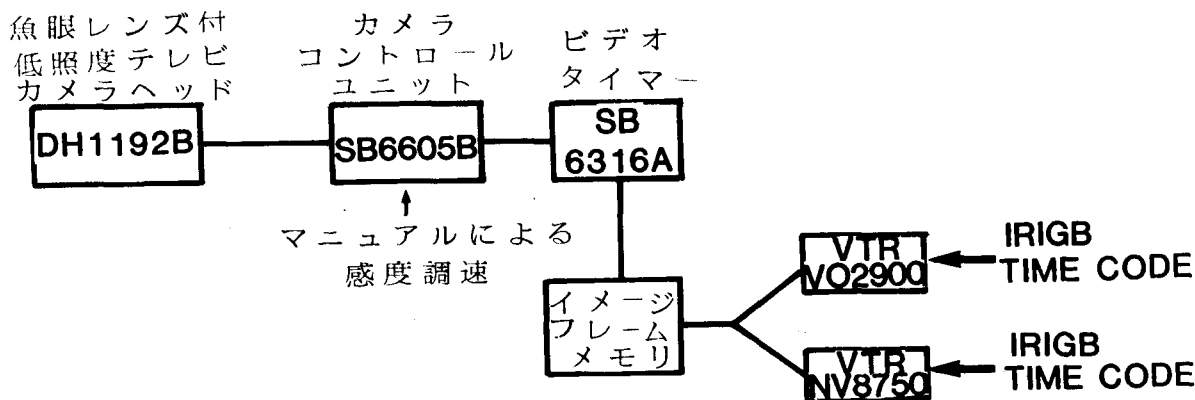 魚眼レンズ付
低照度テレビ
カメラヘッド
DH1192B
カメラ
コントロール
ユニット
SB6605B
マニュアルによる
感度調速
ビデオ
タイマー
SB
6316A
イメージ
フレーム
メモリ
VTR
VO2900
IRIGB
TIME CODE
VTR
NV8750
IRIGB
TIME CODE